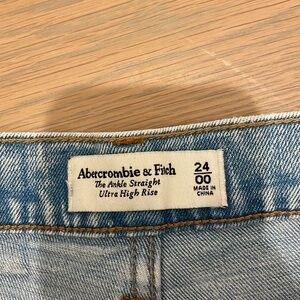 Abercrombie & Fitch
The Ankle Straight
Ultra High Rise
24
00
MADE IN
CHINA